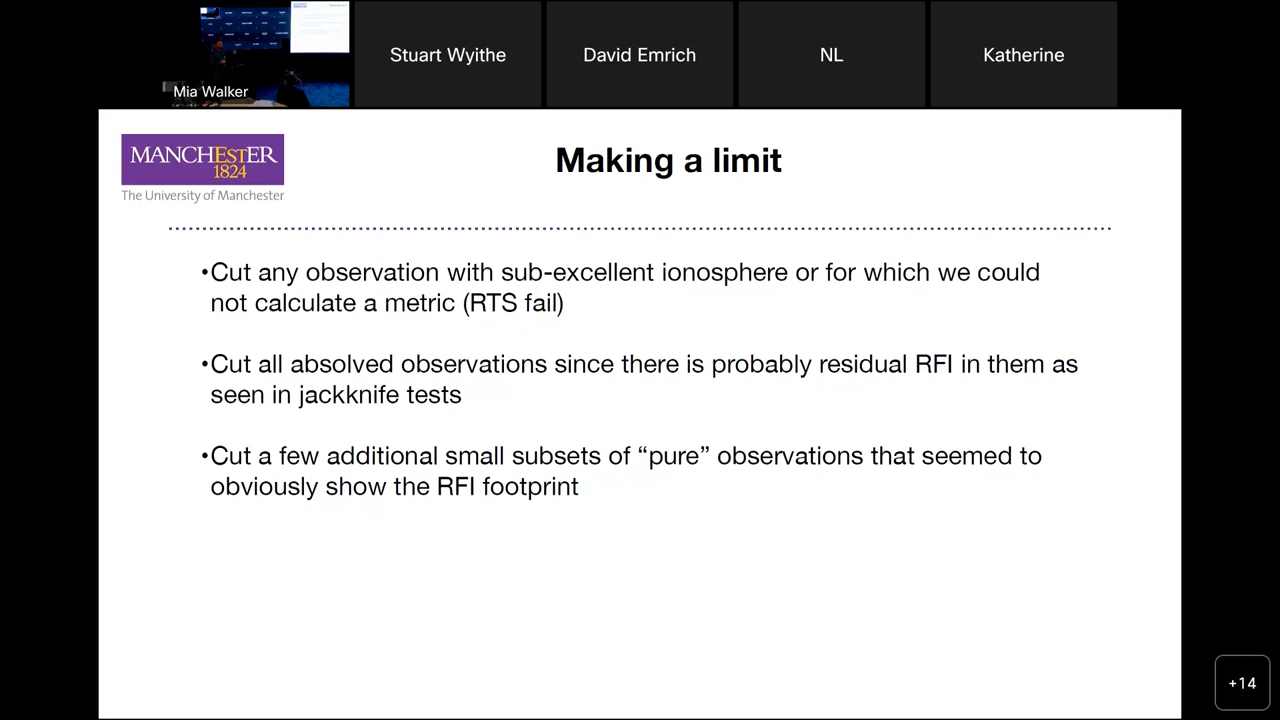 Mia Walker
Stuart Wyithe
David Emrich
NL
Katherine
MANCHESTER
1824
The University of Manchester
Making a limit
•Cut any observation with sub-excellent ionosphere or for which we could
not calculate a metric (RTS fail)
•Cut all absolved observations since there is probably residual RFI in them as
seen in jackknife tests
•Cut a few additional small subsets of “pure” observations that seemed to
obviously show the RFI footprint
+14